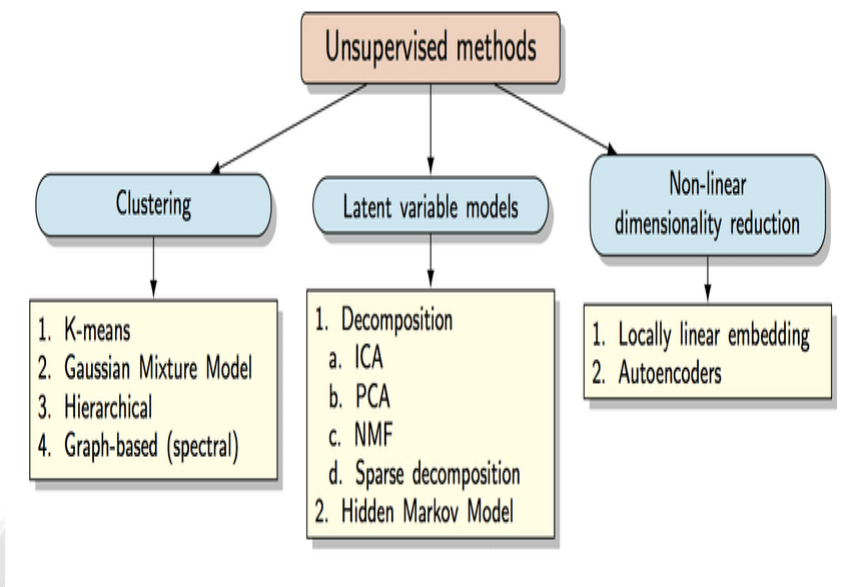 Unsupervised methods
Clustering
Latent variable models
Non-linear
dimensionality reduction
1. K-means
2. Gaussian Mixture Model
3. Hierarchical
4. Graph-based (spectral)
1. Decomposition
a. ICA
b. PCA
c. NMF
d. Sparse decomposition
2. Hidden Markov Model
1. Locally linear embedding
2. Autoencoders